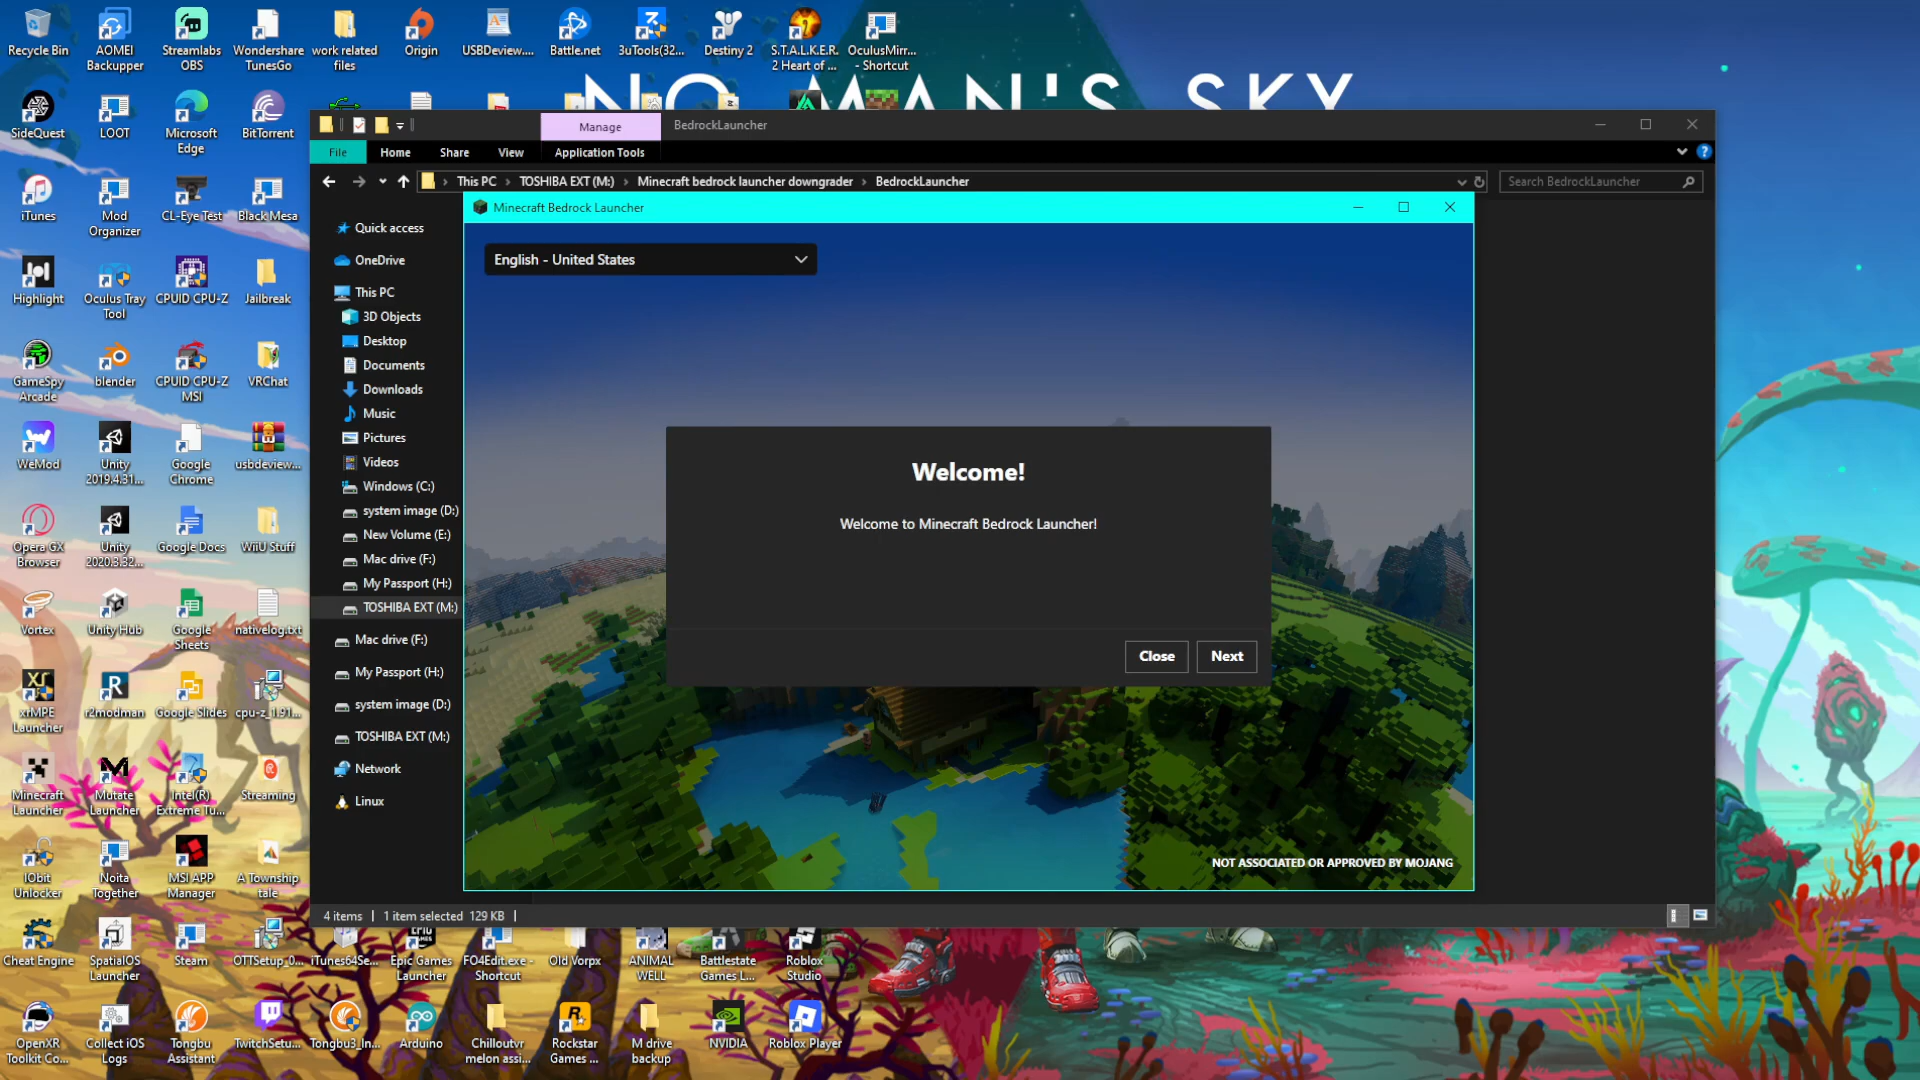 Recycle Bin
AOMEI Backupper
Streamlabs OBS
Wondershare TunesGo
work related files
Origin
USBDeview....
Battle.net
3uTools(32...
Destiny 2
S.T.A.L.K.E.R. 2 Heart of ...
OculusMirr... - Shortcut
NO MAN'S SKY
SideQuest
LOOT
Microsoft Edge
BitTorrent
iTunes
Mod Organizer
CL-Eye Test
Black Mesa
Highlight
Oculus Tray Tool
CPUID CPU-Z
Jailbreak
GameSpy Arcade
blender
CPUID CPU-Z MSI
VRChat
WeMod
Unity 2019.4.31...
Google Chrome
usbdeview...
Opera GX Browser
Unity 2020.3.32...
Google Docs
WiiU Stuff
Vortex
Unity Hub
Google Sheets
nativelog.txt
xtMPE Launcher
r2modman
Google Slides
cpu-z_1.91...
Minecraft Launcher
Mutate Launcher
Intel(R) Extreme Tu...
Streaming
IObit Unlocker
Noita Together
MSI APP Manager
A Township tale
Cheat Engine
SpatialOS Launcher
Steam
OTTSetup_0...
iTunes64Se...
Epic Games Launcher
FO4Edit.exe - Shortcut
Old Vorpx
ANIMAL WELL
Battlestate Games L...
Roblox Studio
OpenXR Toolkit Co...
Collect iOS Logs
Tongbu Assistant
TwitchSetu...
Tongbu3_In...
Arduino
Chilloutvr melon assi...
Rockstar Games ...
M drive backup
NVIDIA
Roblox Player
Manage
BedrockLauncher
File
Home
Share
View
Application Tools
This PC
TOSHIBA EXT (M:)
Minecraft bedrock launcher downgrader
BedrockLauncher
Search BedrockLauncher
Quick access
OneDrive
This PC
3D Objects
Desktop
Documents
Downloads
Music
Pictures
Videos
Windows (C:)
system image (D:)
New Volume (E:)
Mac drive (F:)
My Passport (H:)
TOSHIBA EXT (M:)
Mac drive (F:)
My Passport (H:)
system image (D:)
TOSHIBA EXT (M:)
Network
Linux
4 items
1 item selected 129 KB
Minecraft Bedrock Launcher
English - United States
Welcome!
Welcome to Minecraft Bedrock Launcher!
Close
Next
NOT ASSOCIATED OR APPROVED BY MOJANG